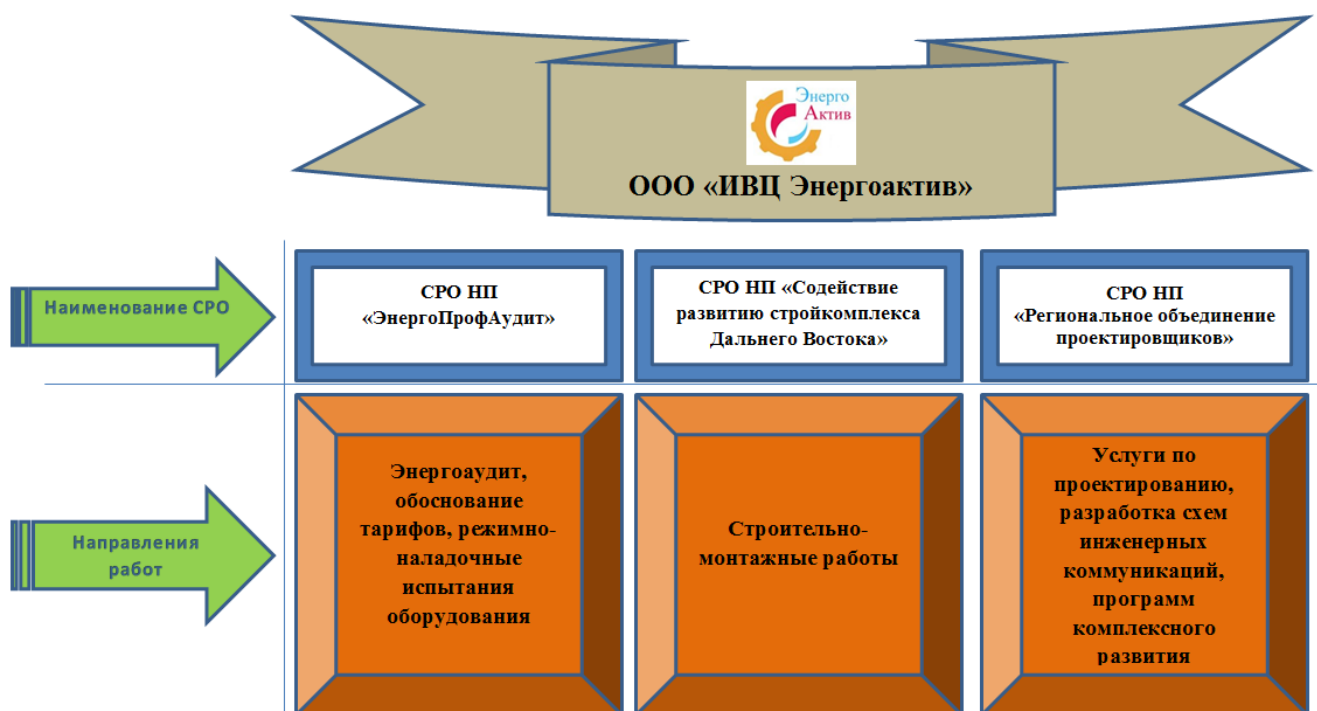 Энерго
Актив
ООО «ИВЦ Энергоактив»
Наименование СРО
СРО НП
«ЭнергоПрофАудит»
СРО НП «Содействие
развитию стройкомплекса
Дальнего Востока»
СРО НП
«Региональное объединение
проектировщиков»
Направления
работ
Энергоаудит,
обоснование
тарифов, режимно-
наладочные
испытания
оборудования
Строительно-
монтажные работы
Услуги по
проектированию,
разработка схем
инженерных
коммуникаций,
программ
комплексного
развития